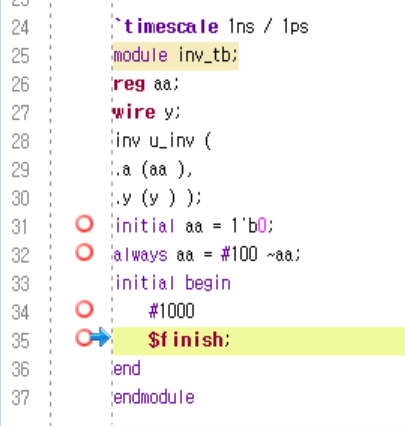 23
24 `timescale 1ns / 1ps
25 module inv_tb;
26 reg aa;
27 wire y;
28 inv u_inv (
29 .a (aa ),
30 .y (y ) );
31 initial aa = 1'b0;
32 always aa = #100 ~aa;
33 initial begin
34 #1000
35 $finish;
36 end
37 endmodule